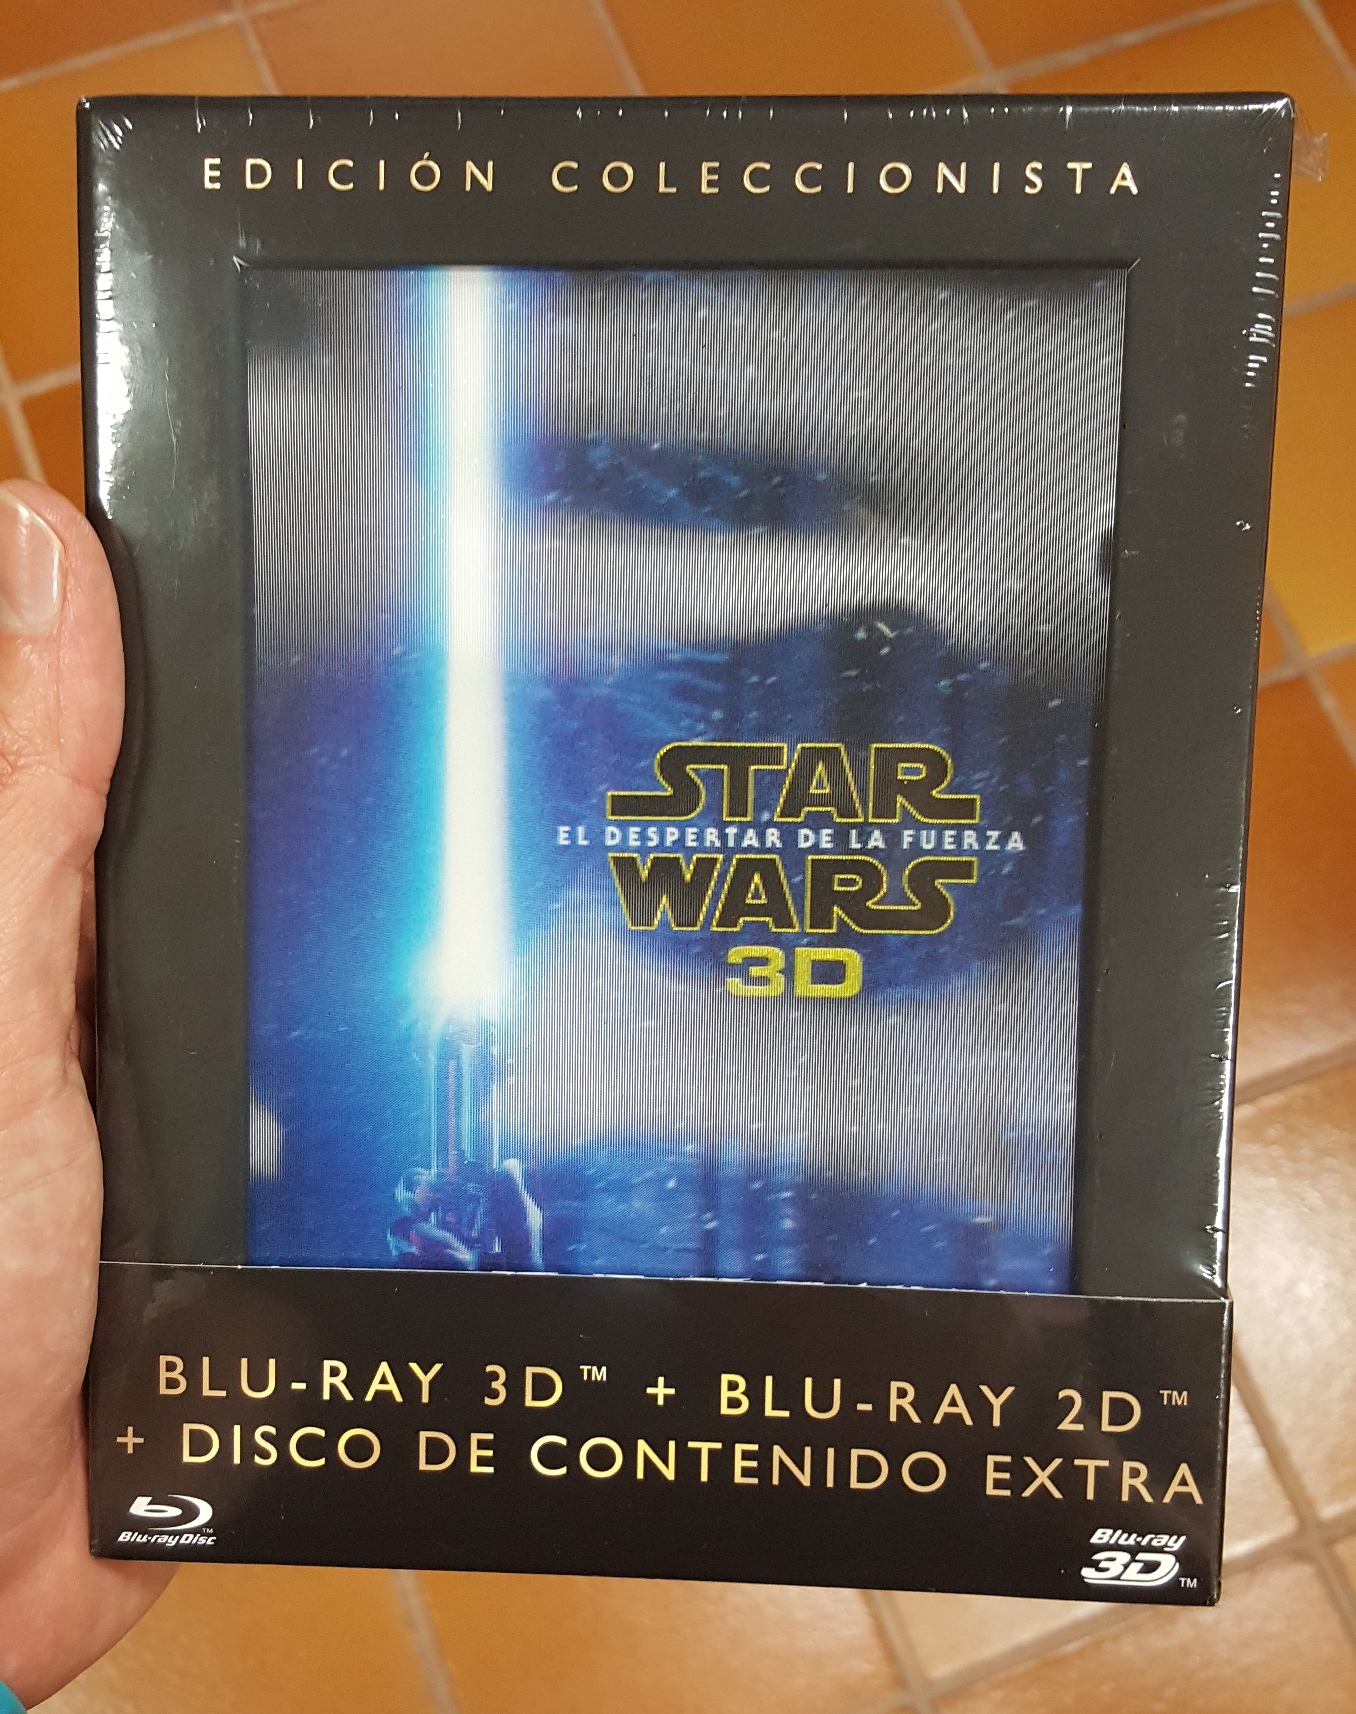 EDICIÓN COLECCIONISTA
STAR
EL DESPERTAR DE LA FUERZA
WARS
3D
BLU-RAY 3D™ + BLU-RAY 2D™
+ DISCO DE CONTENIDO EXTRA
Blu-ray Disc™
Blu-ray
3D™